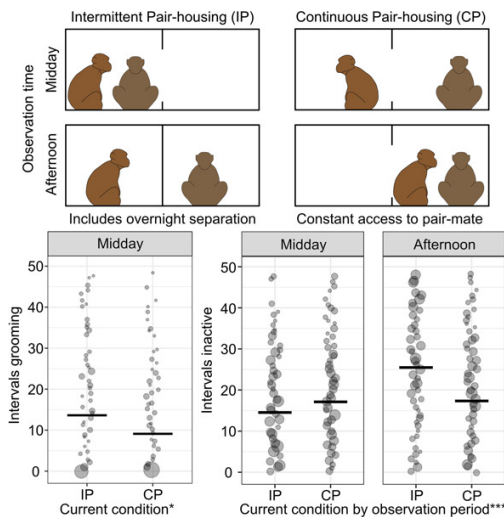 Intermittent Pair-housing (IP)
Continuous Pair-housing (CP)
Observation time
Midday
Afternoon
Includes overnight separation
Constant access to pair-mate
Midday
Intervals grooming
50
40
30
20
10
0
IP
CP
Current condition*
Midday
Afternoon
Intervals inactive
50
40
30
20
10
0
IP
CP
IP
CP
Current condition by observation period***